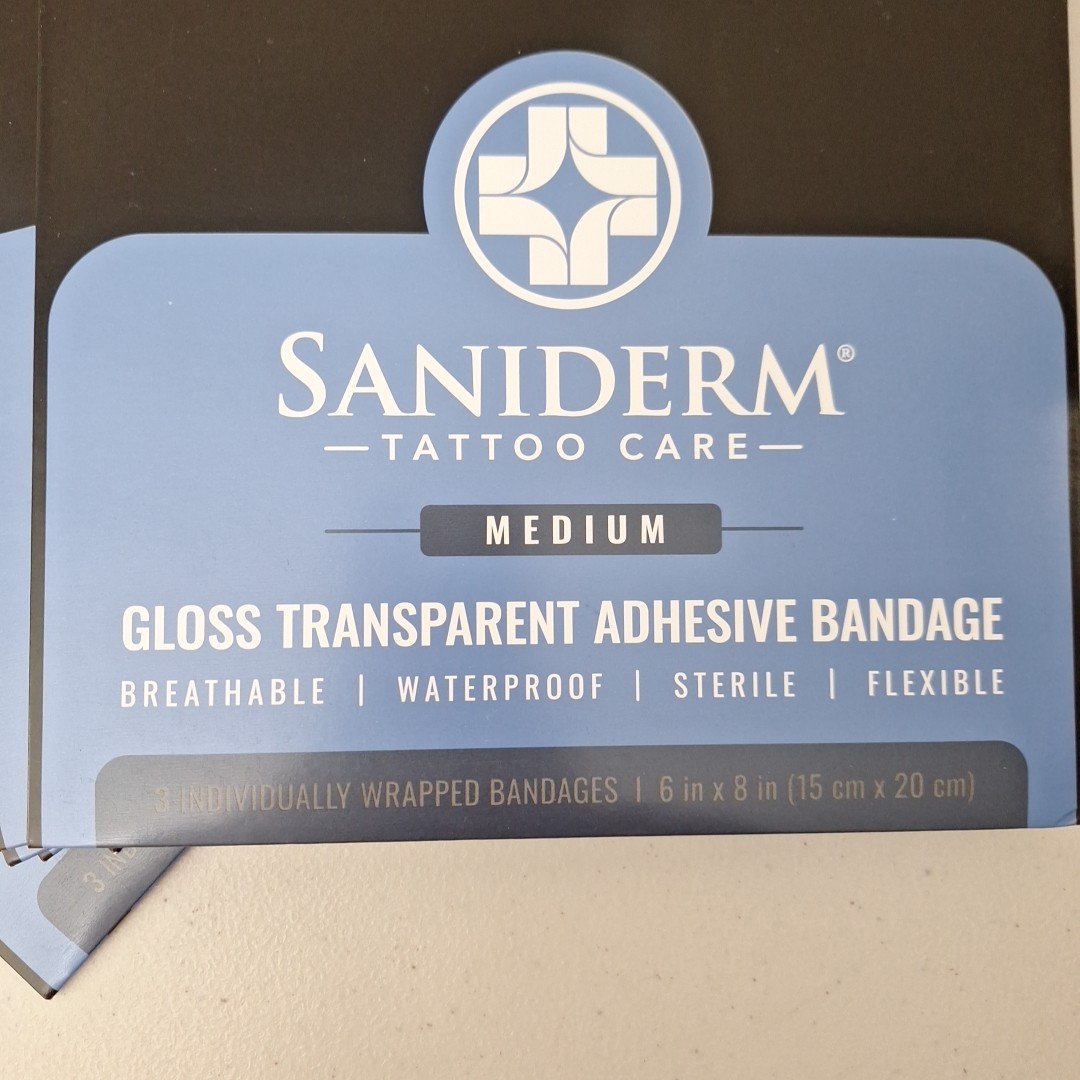 SANIDERM®
—TATTOO CARE—
MEDIUM
GLOSS TRANSPARENT ADHESIVE BANDAGE
BREATHABLE | WATERPROOF | STERILE | FLEXIBLE
3 INDIVIDUALLY WRAPPED BANDAGES | 6 in x 8 in (15 cm x 20 cm)
3